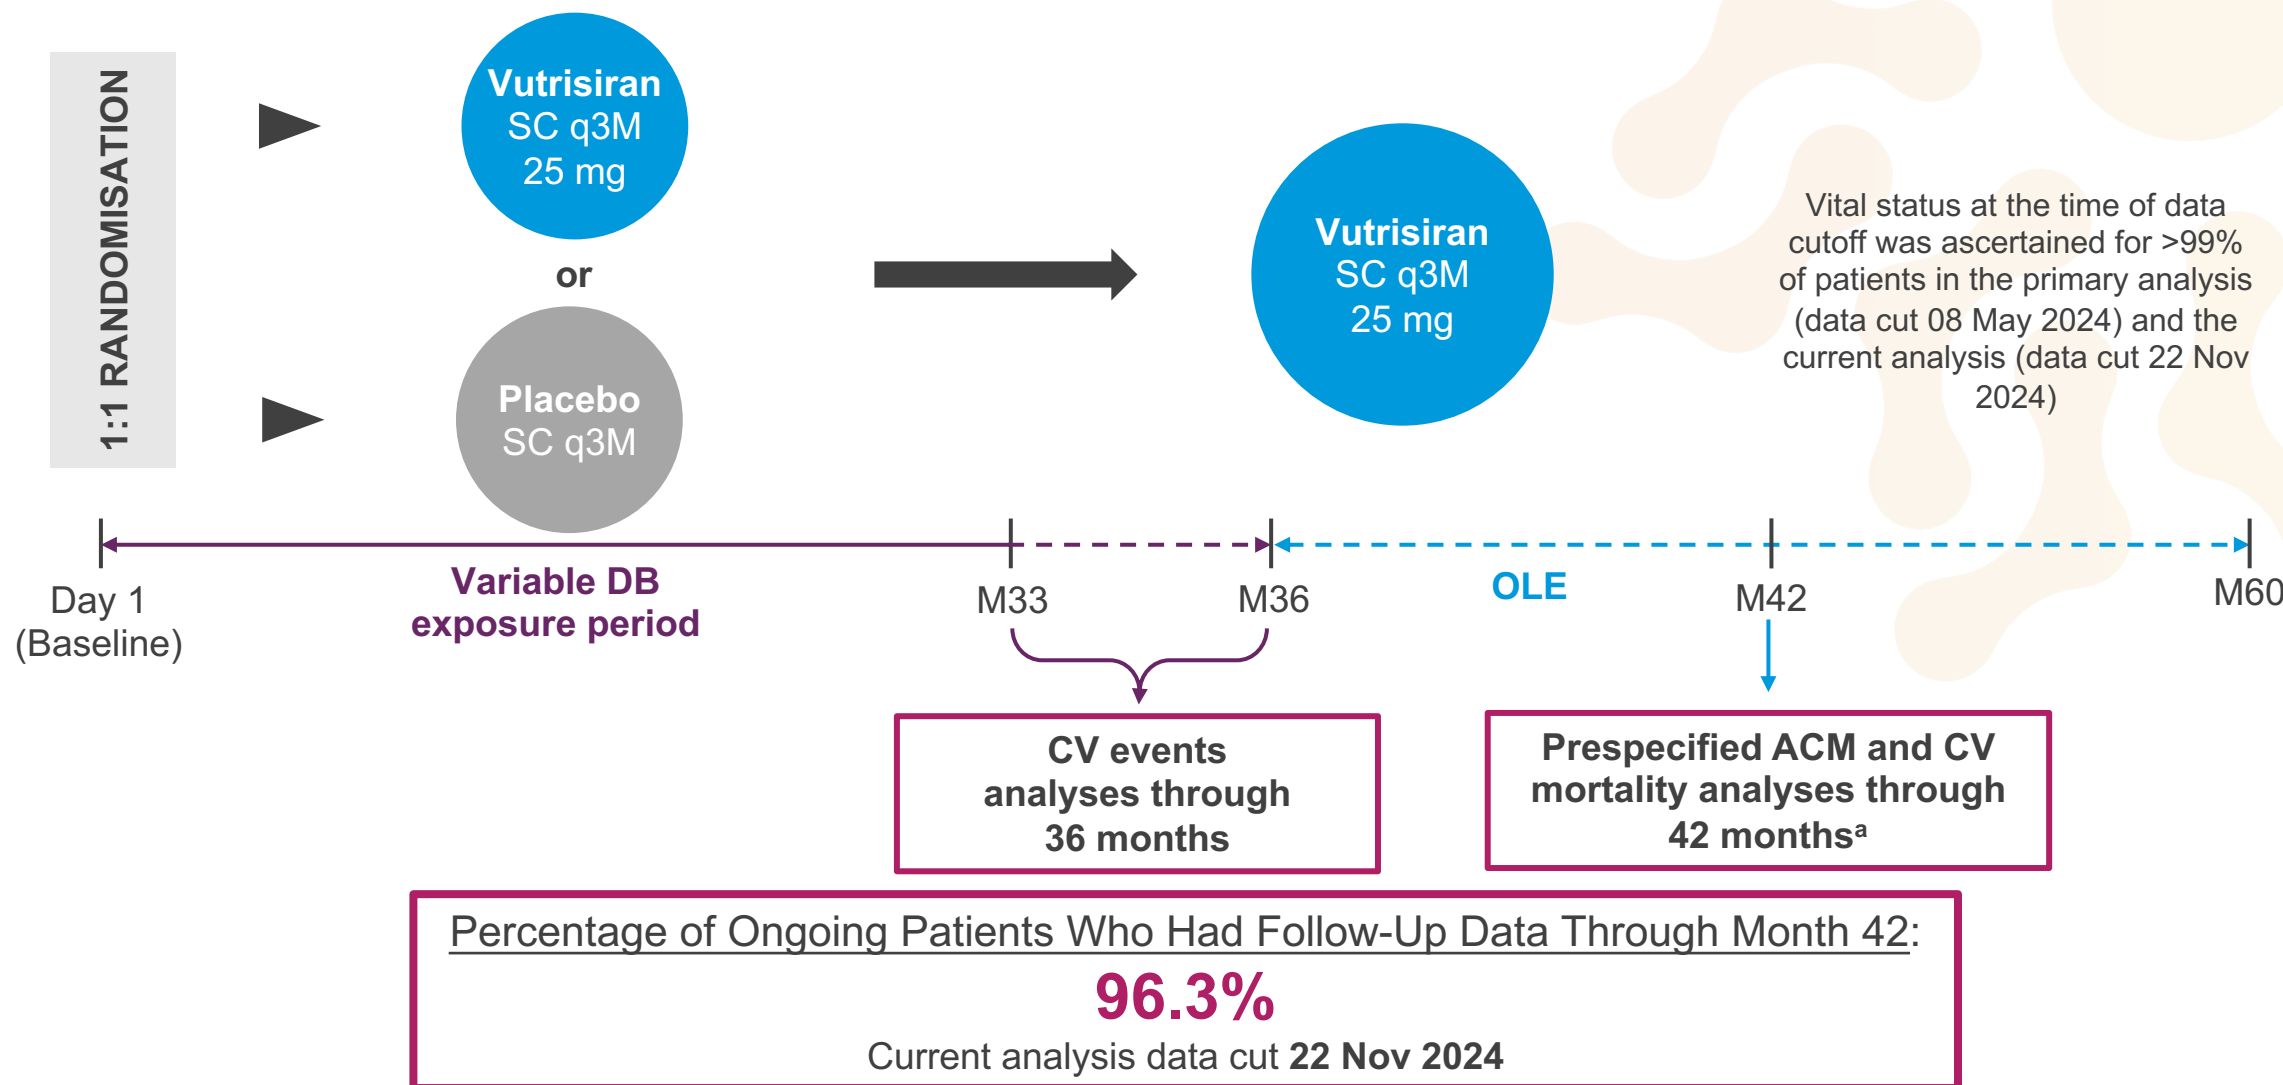 1:1 RANDOMISATION
Vutrisiran
SC q3M
25 mg
or
Placebo
SC q3M
Vutrisiran
SC q3M
25 mg
Vital status at the time of data
cutoff was ascertained for >99%
of patients in the primary analysis
(data cut 08 May 2024) and the
current analysis (data cut 22 Nov
2024)
Day 1
(Baseline)
Variable DB
exposure period
M33
M36
OLE
M42
M60
CV events
analyses through
36 months
Prespecified ACM and CV
mortality analyses through
42 monthsᵃ
Percentage of Ongoing Patients Who Had Follow-Up Data Through Month 42:
96.3%
Current analysis data cut 22 Nov 2024